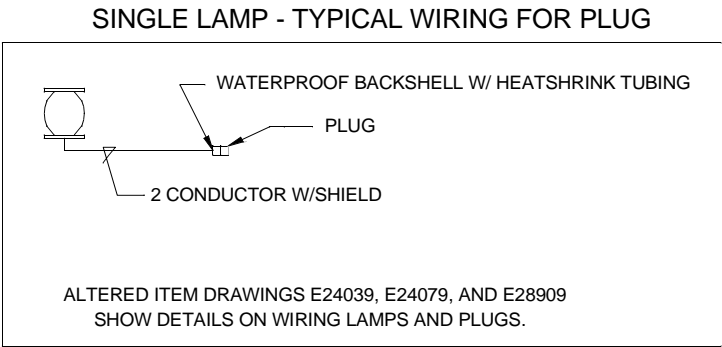 SINGLE LAMP - TYPICAL WIRING FOR PLUG
WATERPROOF BACKSHELL W/ HEATSHRINK TUBING
PLUG
2 CONDUCTOR W/SHIELD
ALTERED ITEM DRAWINGS E24039, E24079, AND E28909
SHOW DETAILS ON WIRING LAMPS AND PLUGS.